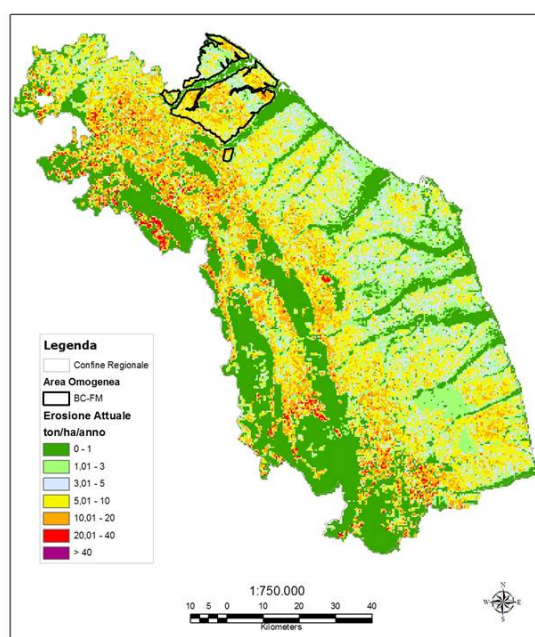 Legenda
Confine Regionale
Area Omogenea
BC-FM
Erosione Attuale
ton/ha/anno
0 - 1
1,01 - 3
3,01 - 5
5,01 - 10
10,01 - 20
20,01 - 40
> 40
1:750.000
10 5 0 10 20 30 40
Kilometers
N
W E
S